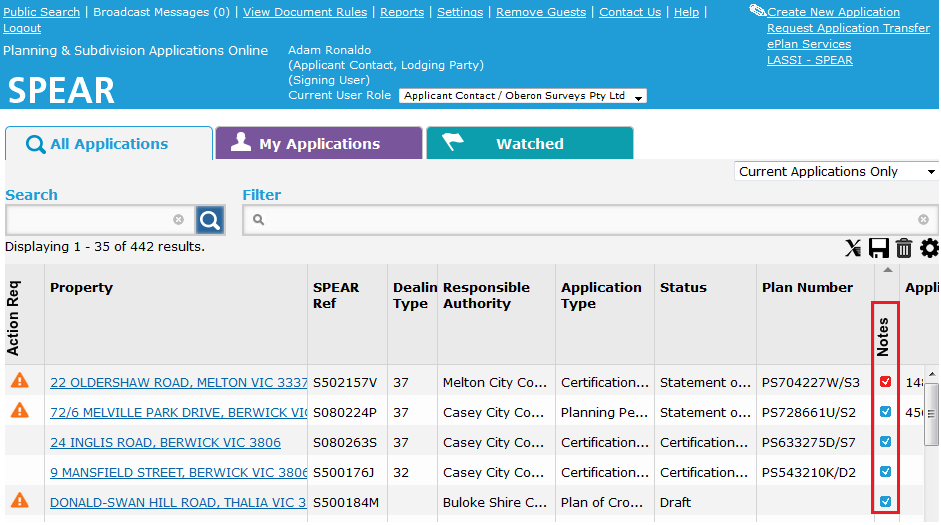 Public Search | Broadcast Messages (0) | View Document Rules | Reports | Settings | Remove Guests | Contact Us | Help |
Logout
Create New Application
Request Application Transfer
ePlan Services
LASSI - SPEAR
Planning & Subdivision Applications Online
SPEAR
Adam Ronaldo
(Applicant Contact, Lodging Party)
(Signing User)
Current User Role Applicant Contact / Oberon Surveys Pty Ltd
All Applications My Applications Watched
Current Applications Only
Search Filter
Displaying 1 - 35 of 442 results.
Action Req Property SPEAR Ref Dealin Type Responsible Authority Application Type Status Plan Number Notes Appli
22 OLDERSHAW ROAD, MELTON VIC 3337 S502157V 37 Melton City Co... Certification... Statement o... PS704227W/S3 148
72/6 MELVILLE PARK DRIVE, BERWICK VIC S080224P 37 Casey City Co... Planning Pe... Statement o... PS728661U/S2 450
24 INGLIS ROAD, BERWICK VIC 3806 S080263S 37 Casey City Co... Certification... Certification... PS633275D/S7
9 MANSFIELD STREET, BERWICK VIC 3806 S500176J 32 Casey City Co... Certification... Certification... PS543210K/D2
DONALD-SWAN HILL ROAD, THALIA VIC 3 S500184M Buloke Shire C... Plan of Cro... Draft